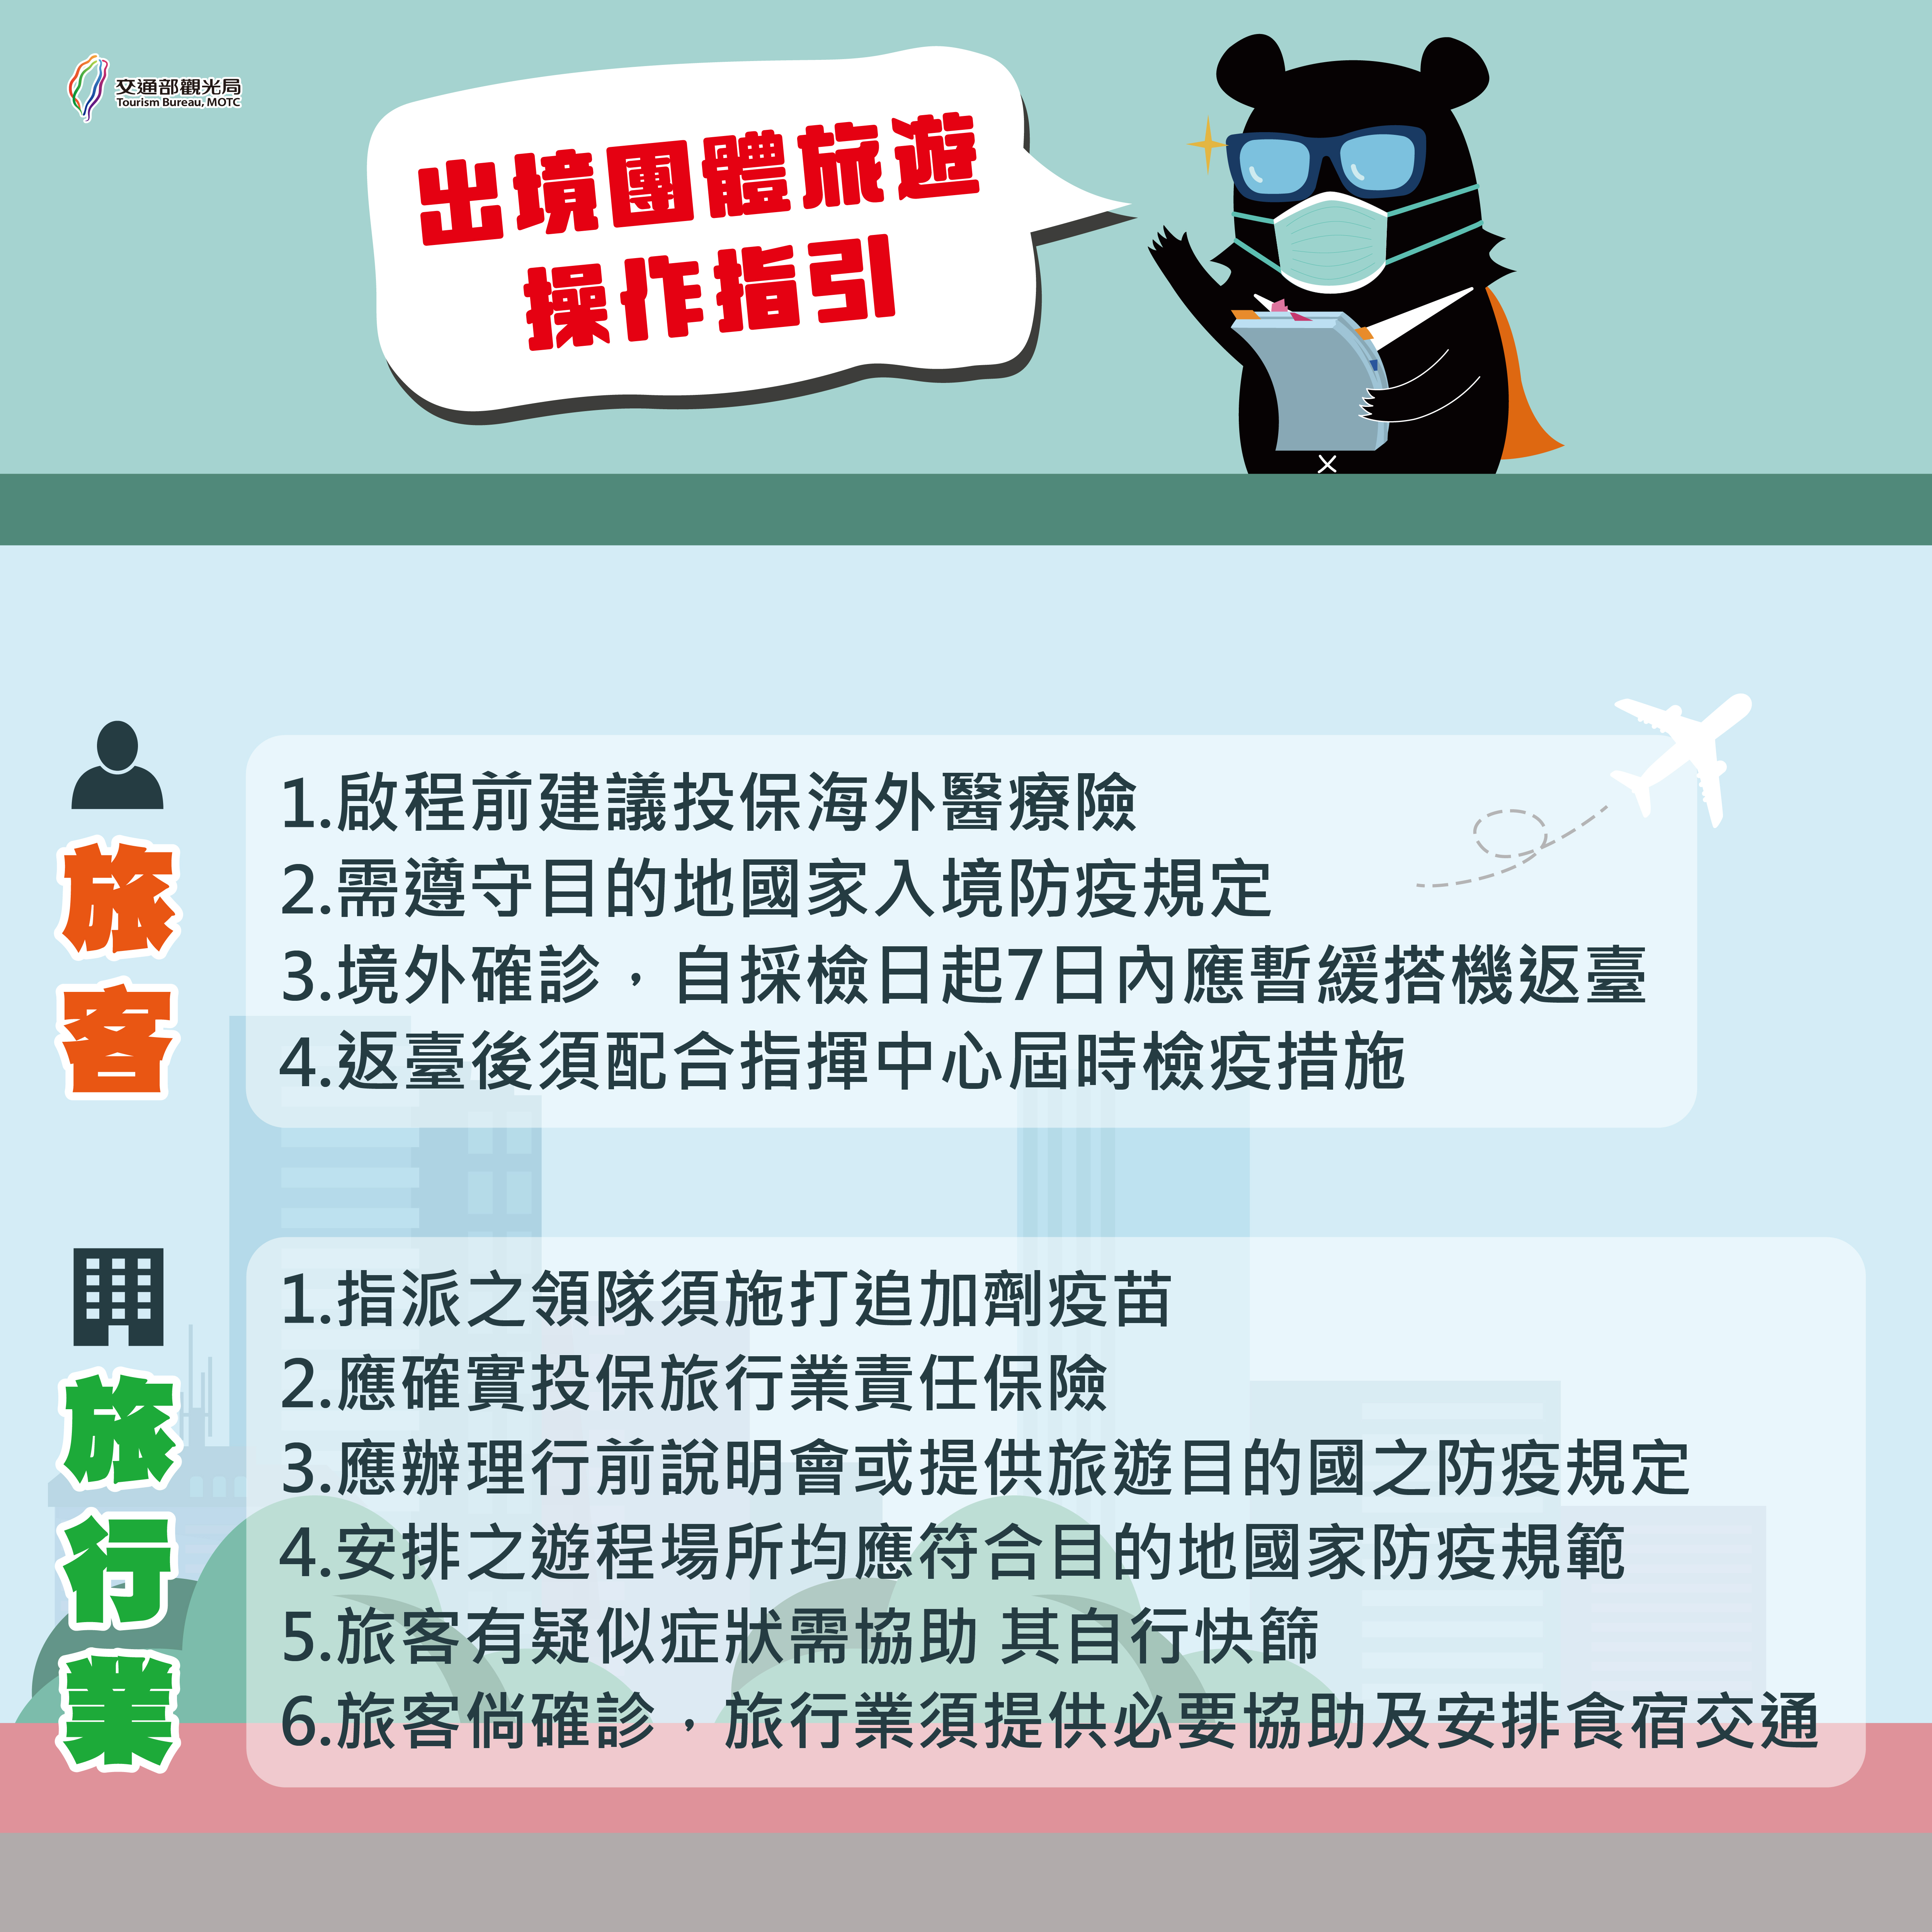 交通部觀光局
Tourism Bureau, MOTC
出境團體旅遊
操作指引
旅客
1.啟程前建議投保海外醫療險
2.需遵守目的地國家入境防疫規定
3.境外確診，自採檢日起7日內應暫緩搭機返臺
4.返臺後須配合指揮中心屆時檢疫措施
旅行業
1.指派之領隊須施打追加劑疫苗
2.應確實投保旅行業責任保險
3.應辦理行前說明會或提供旅遊目的國之防疫規定
4.安排之遊程場所均應符合目的地國家防疫規範
5.旅客有疑似症狀需協助 其自行快篩
6.旅客倘確診，旅行業須提供必要協助及安排食宿交通